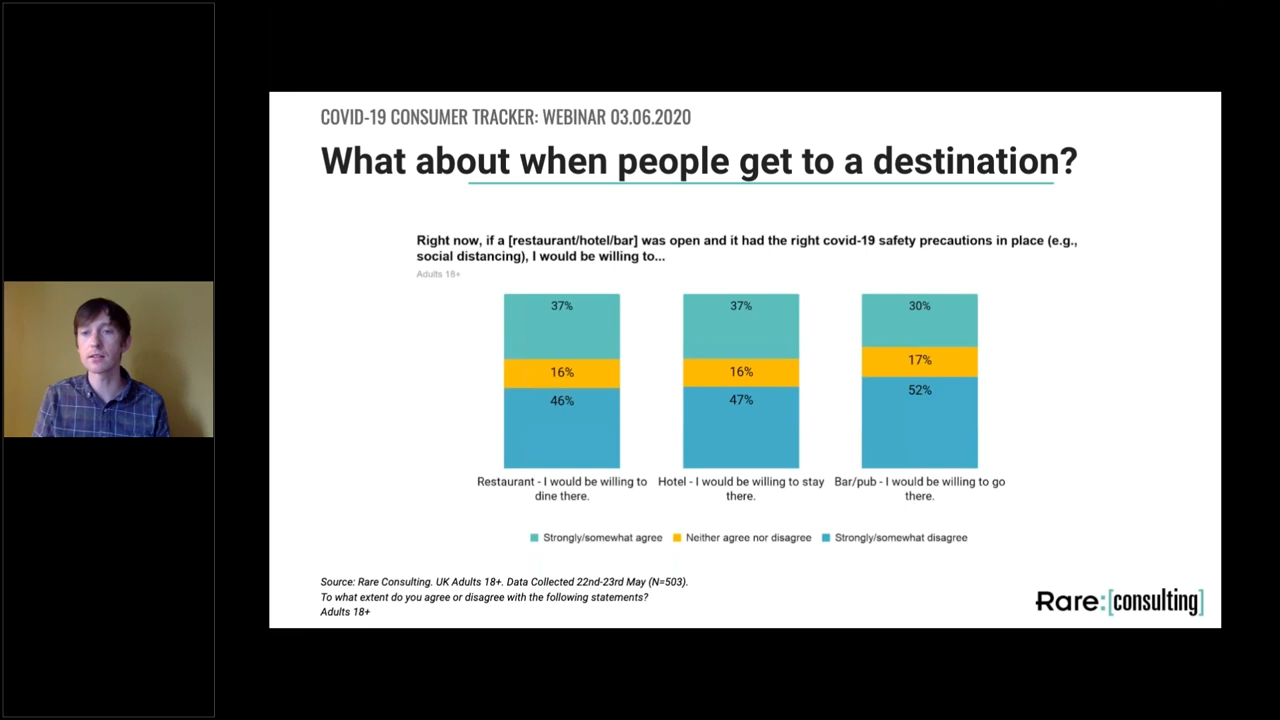 COVID-19 CONSUMER TRACKER: WEBINAR 03.06.2020
What about when people get to a destination?
Right now, if a [restaurant/hotel/bar] was open and it had the right covid-19 safety precautions in place (e.g.,
social distancing), I would be willing to...
Adults 18+
37%
37%
30%
16%
16%
17%
46%
47%
52%
Restaurant - I would be willing to
dine there.
Hotel - I would be willing to stay
there.
Bar/pub - I would be willing to go
there.
Strongly/somewhat agree
Neither agree nor disagree
Strongly/somewhat disagree
Source: Rare Consulting. UK Adults 18+. Data Collected 22nd-23rd May (N=503).
To what extent do you agree or disagree with the following statements?
Adults 18+
Rare:[consulting]